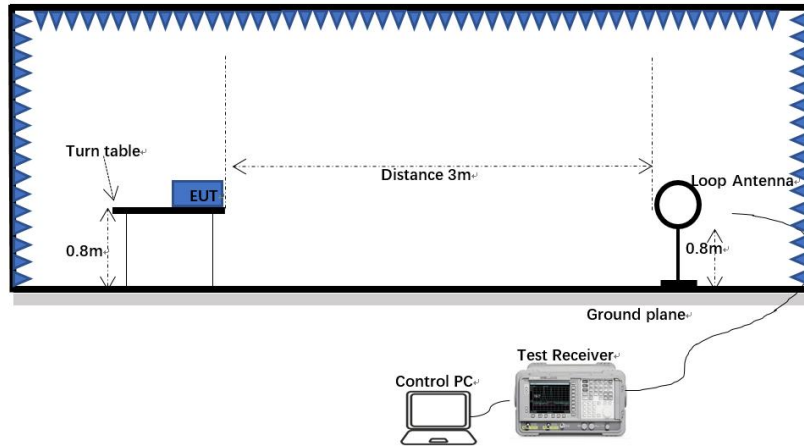 Turn table
EUT
0.8m
Distance 3m
Loop Antenna
0.8m
Ground plane
Test Receiver
Control PC